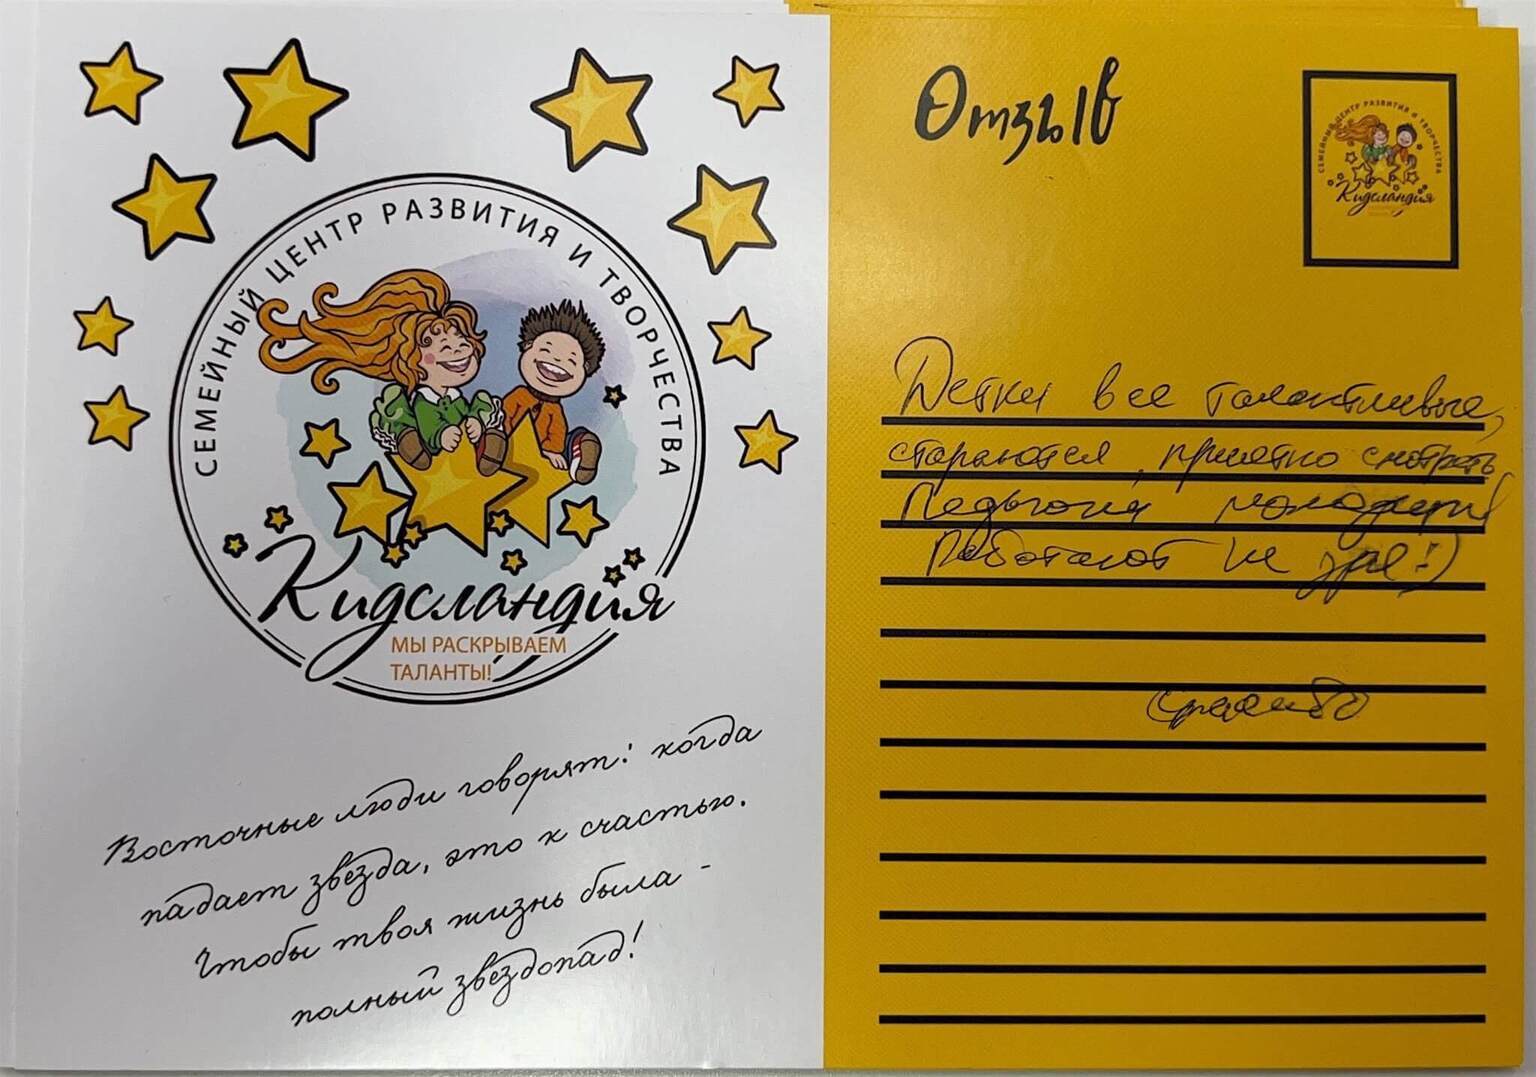 СЕМЕЙНЫЙ ЦЕНТР РАЗВИТИЯ И ТВОРЧЕСТВА
Кидсландия
МЫ РАСКРЫВАЕМ
ТАЛАНТЫ!
Восточные люди говорят: когда
падает звезда, это к счастью.
Чтобы твоя жизнь была -
полный звездопад!
Отзыв
СЕМЕЙНЫЙ ЦЕНТР РАЗВИТИЯ И ТВОРЧЕСТВА
Кидсландия
Детки все талантливые,
стараются, приятно смотреть
Педагоги молодцы!
Работают не зря!)
спасибо